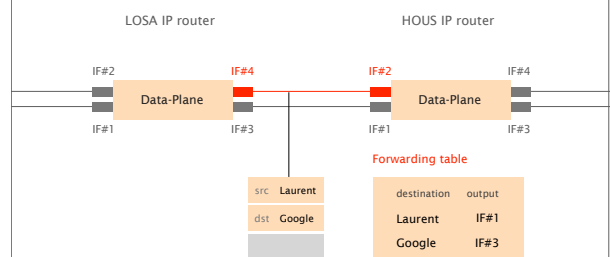 LOSA IP router HOUS IP router
IF#2 IF#4 IF#2 IF#4
Data-Plane Data-Plane
IF#1 IF#3 IF#1 IF#3
Forwarding table
src Laurent
dst Google
destination output
Laurent IF#1
Google IF#3